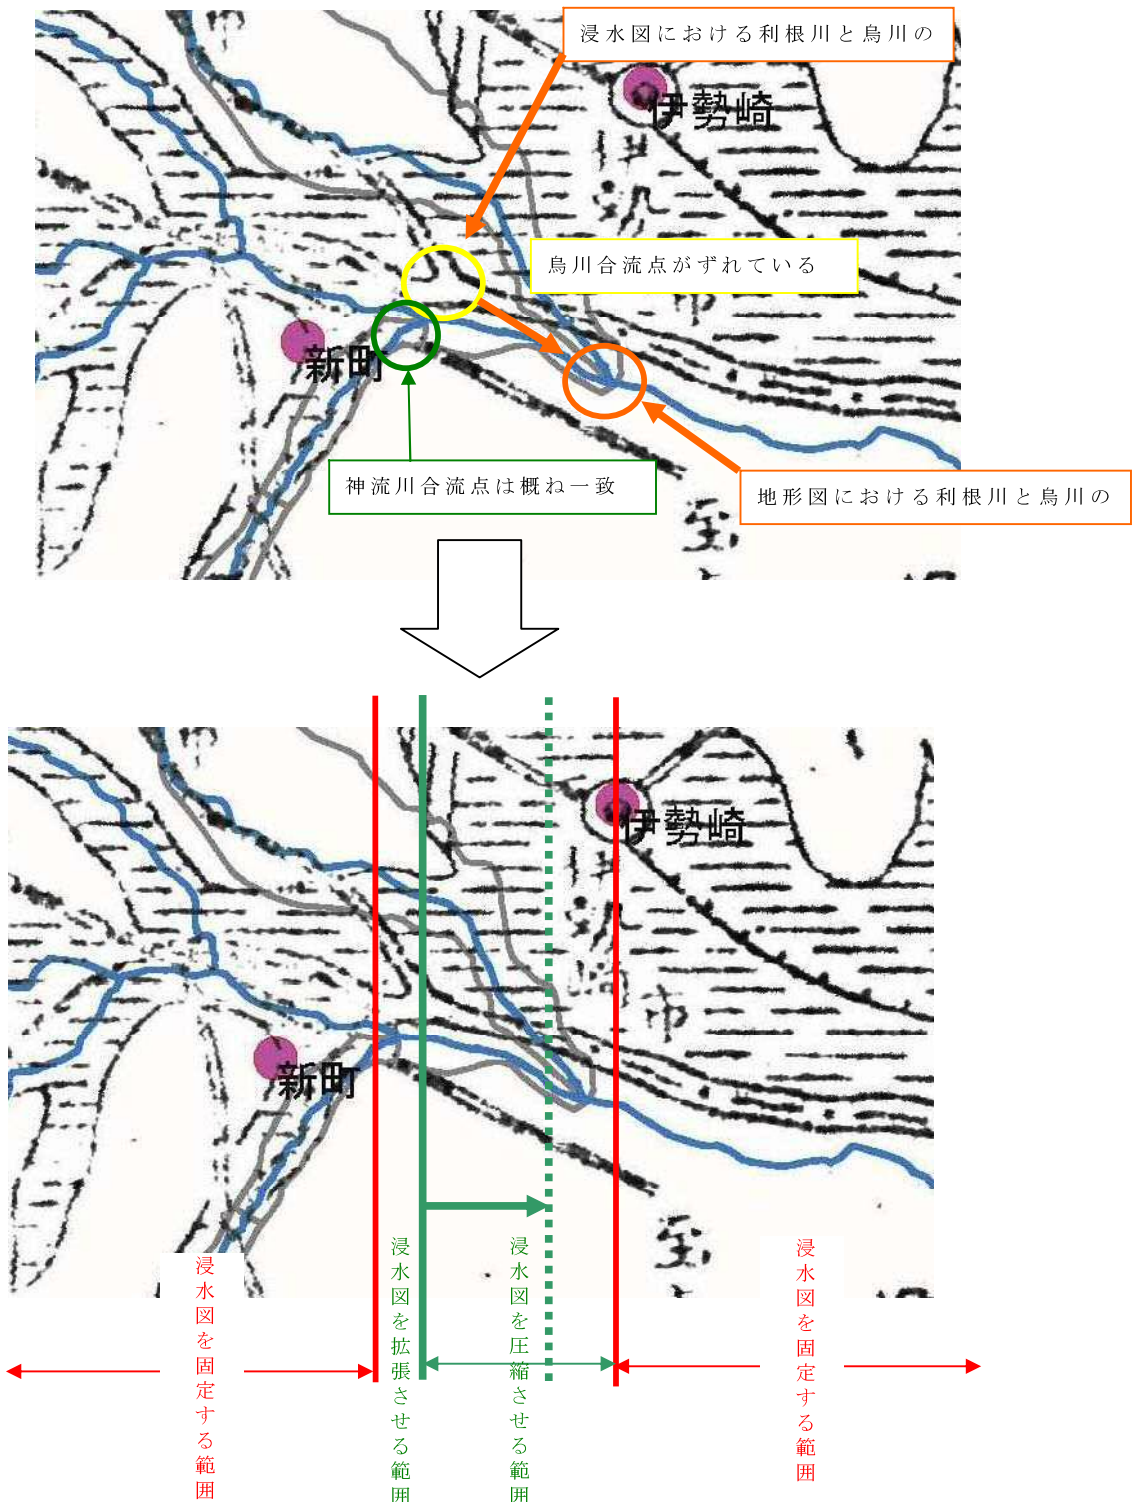 浸水図における利根川と烏川の
伊勢崎
烏川合流点がずれている
新町
神流川合流点は概ね一致
地形図における利根川と烏川の
至
伊勢崎
市
新町
至
浸水図を固定する範囲
浸水図を拡張させる範囲
浸水図を圧縮させる範囲
浸水図を固定する範囲